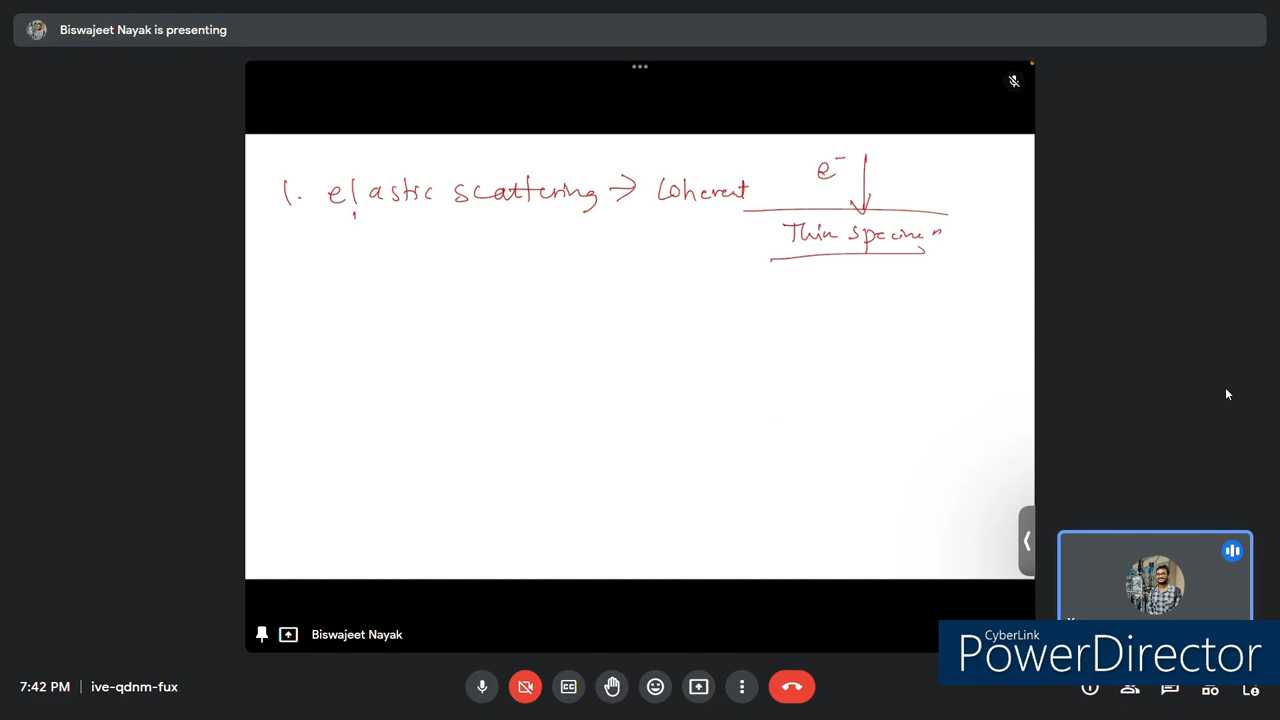 Biswajeet Nayak is presenting
e⁻
1. elastic scattering → Coherent
Thin specimen
Biswajeet Nayak
CyberLink
PowerDirector
7:42 PM | ive-qdnm-fux